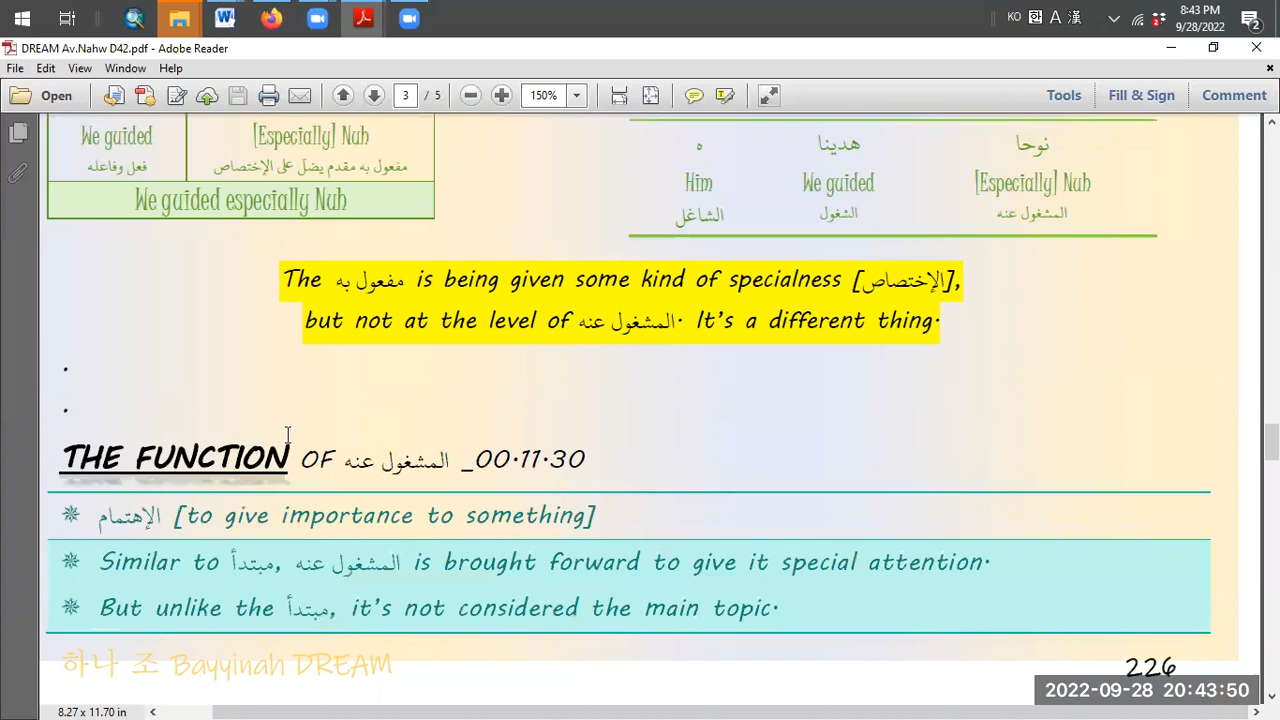 KO 한 A 漢
8:43 PM
9/28/2022
2
DREAM Av.Nahw D42.pdf - Adobe Reader
File Edit View Window Help
Open 3 / 5 150% Tools Fill & Sign Comment
We guided [Especially] Nuh
فعل وفاعله مفعول به مقدم يضل على الإختصاص
We guided especially Nuh
ه هدينا نوحا
Him We guided [Especially] Nuh
الشاغل الشغول المشغول عنه
The مفعول به is being given some kind of specialness [الإختصاص],
but not at the level of المشغول عنه. It's a different thing.
.
.
THE FUNCTION OF المشغول عنه _00.11.30
الإهتمام [to give importance to something]
Similar to مبتدأ, المشغول عنه is brought forward to give it special attention.
But unlike the مبتدأ, it's not considered the main topic.
하나 조 Bayyinah DREAM
226
2022-09-28 20:43:50
8.27 x 11.70 in